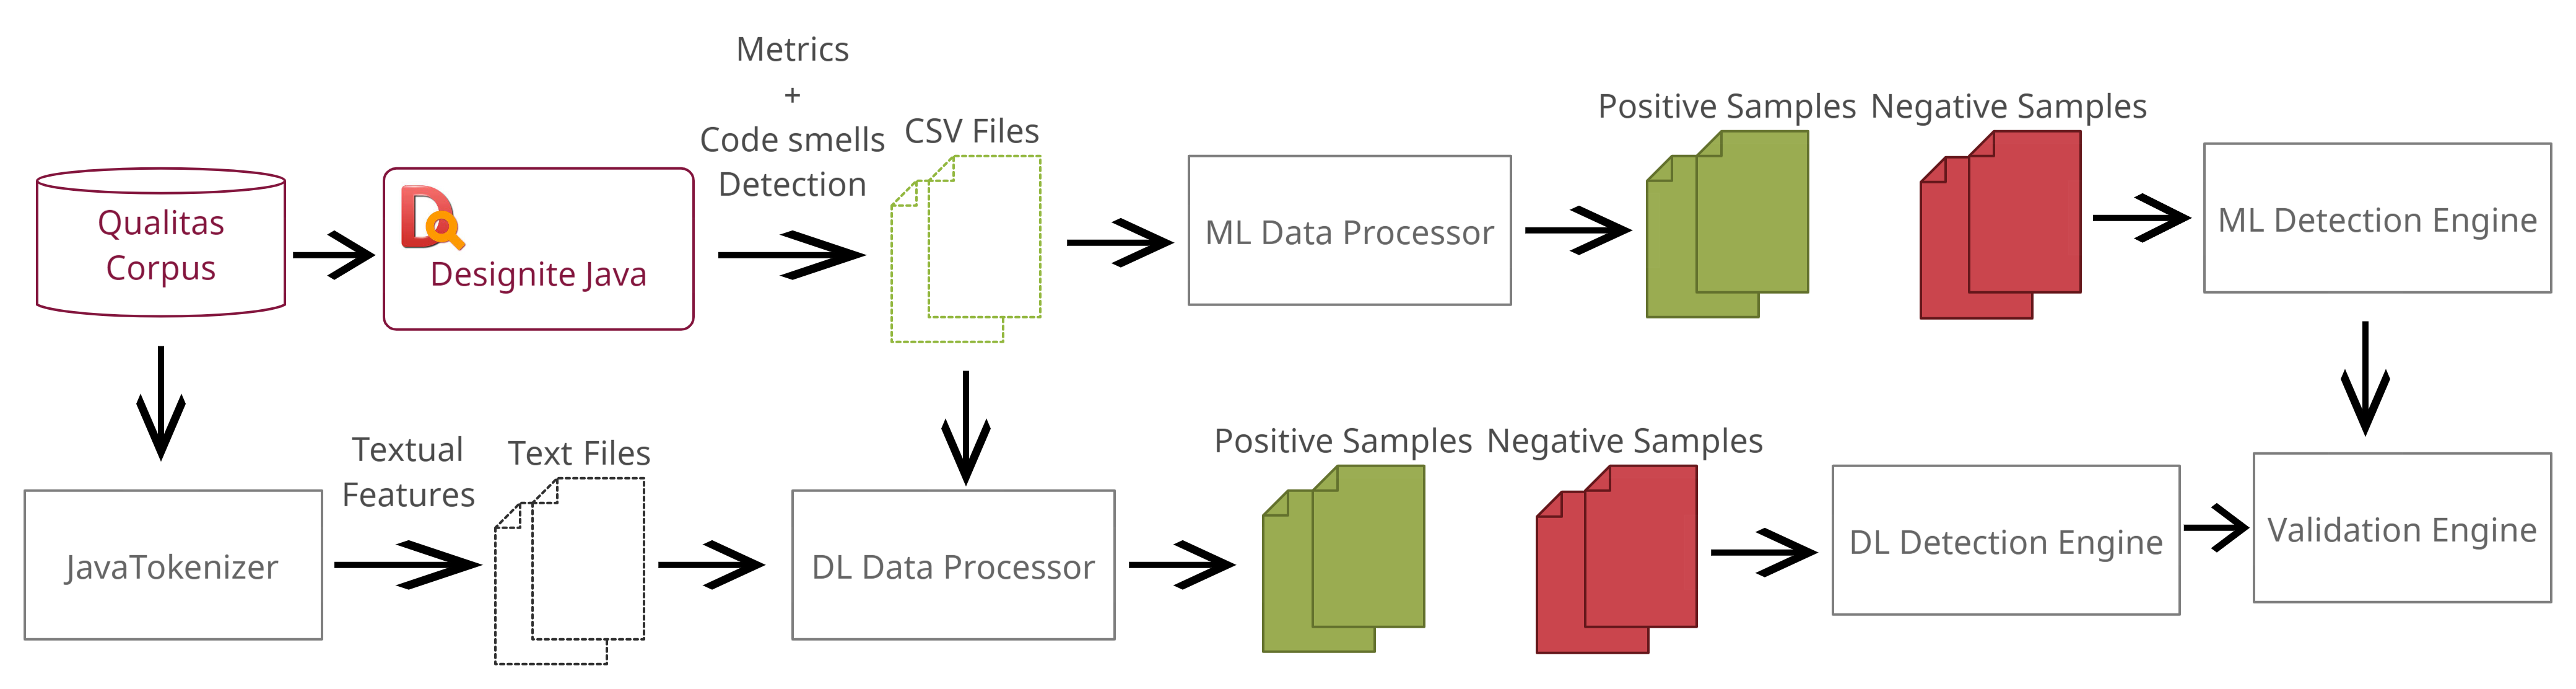 Metrics
+
Code smells
Detection
CSV Files
Positive Samples
Negative Samples
Qualitas
Corpus
D
Designite Java
ML Data Processor
ML Detection Engine
Textual
Features
Text Files
Positive Samples
Negative Samples
JavaTokenizer
DL Data Processor
DL Detection Engine
Validation Engine